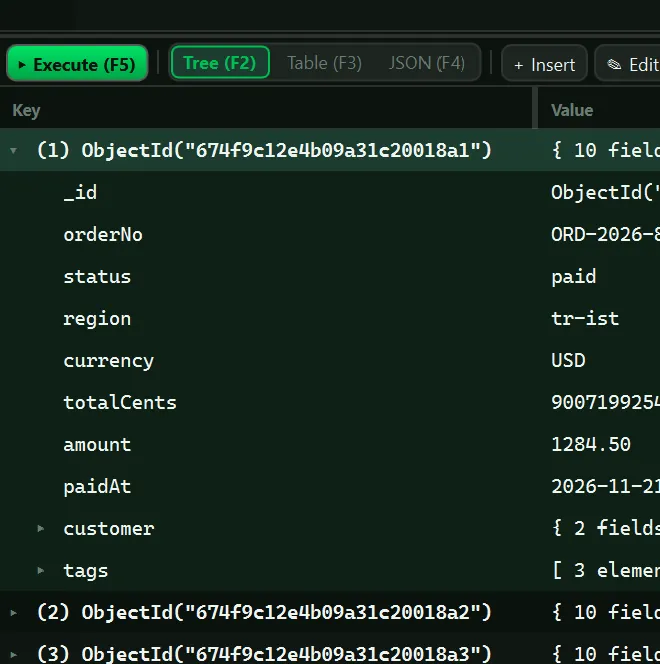 Execute (F5) Tree (F2) Table (F3) JSON (F4) + Insert Edit
Key Value
(1) ObjectId("674f9c12e4b09a31c20018a1") { 10 field
_id ObjectId("
orderNo ORD-2026-8
status paid
region tr-ist
currency USD
totalCents 9007199254
amount 1284.50
paidAt 2026-11-21
customer { 2 fields
tags [ 3 elemen
(2) ObjectId("674f9c12e4b09a31c20018a2") { 10 field
(3) ObjectId("674f9c12e4b09a31c20018a3") { 10 field